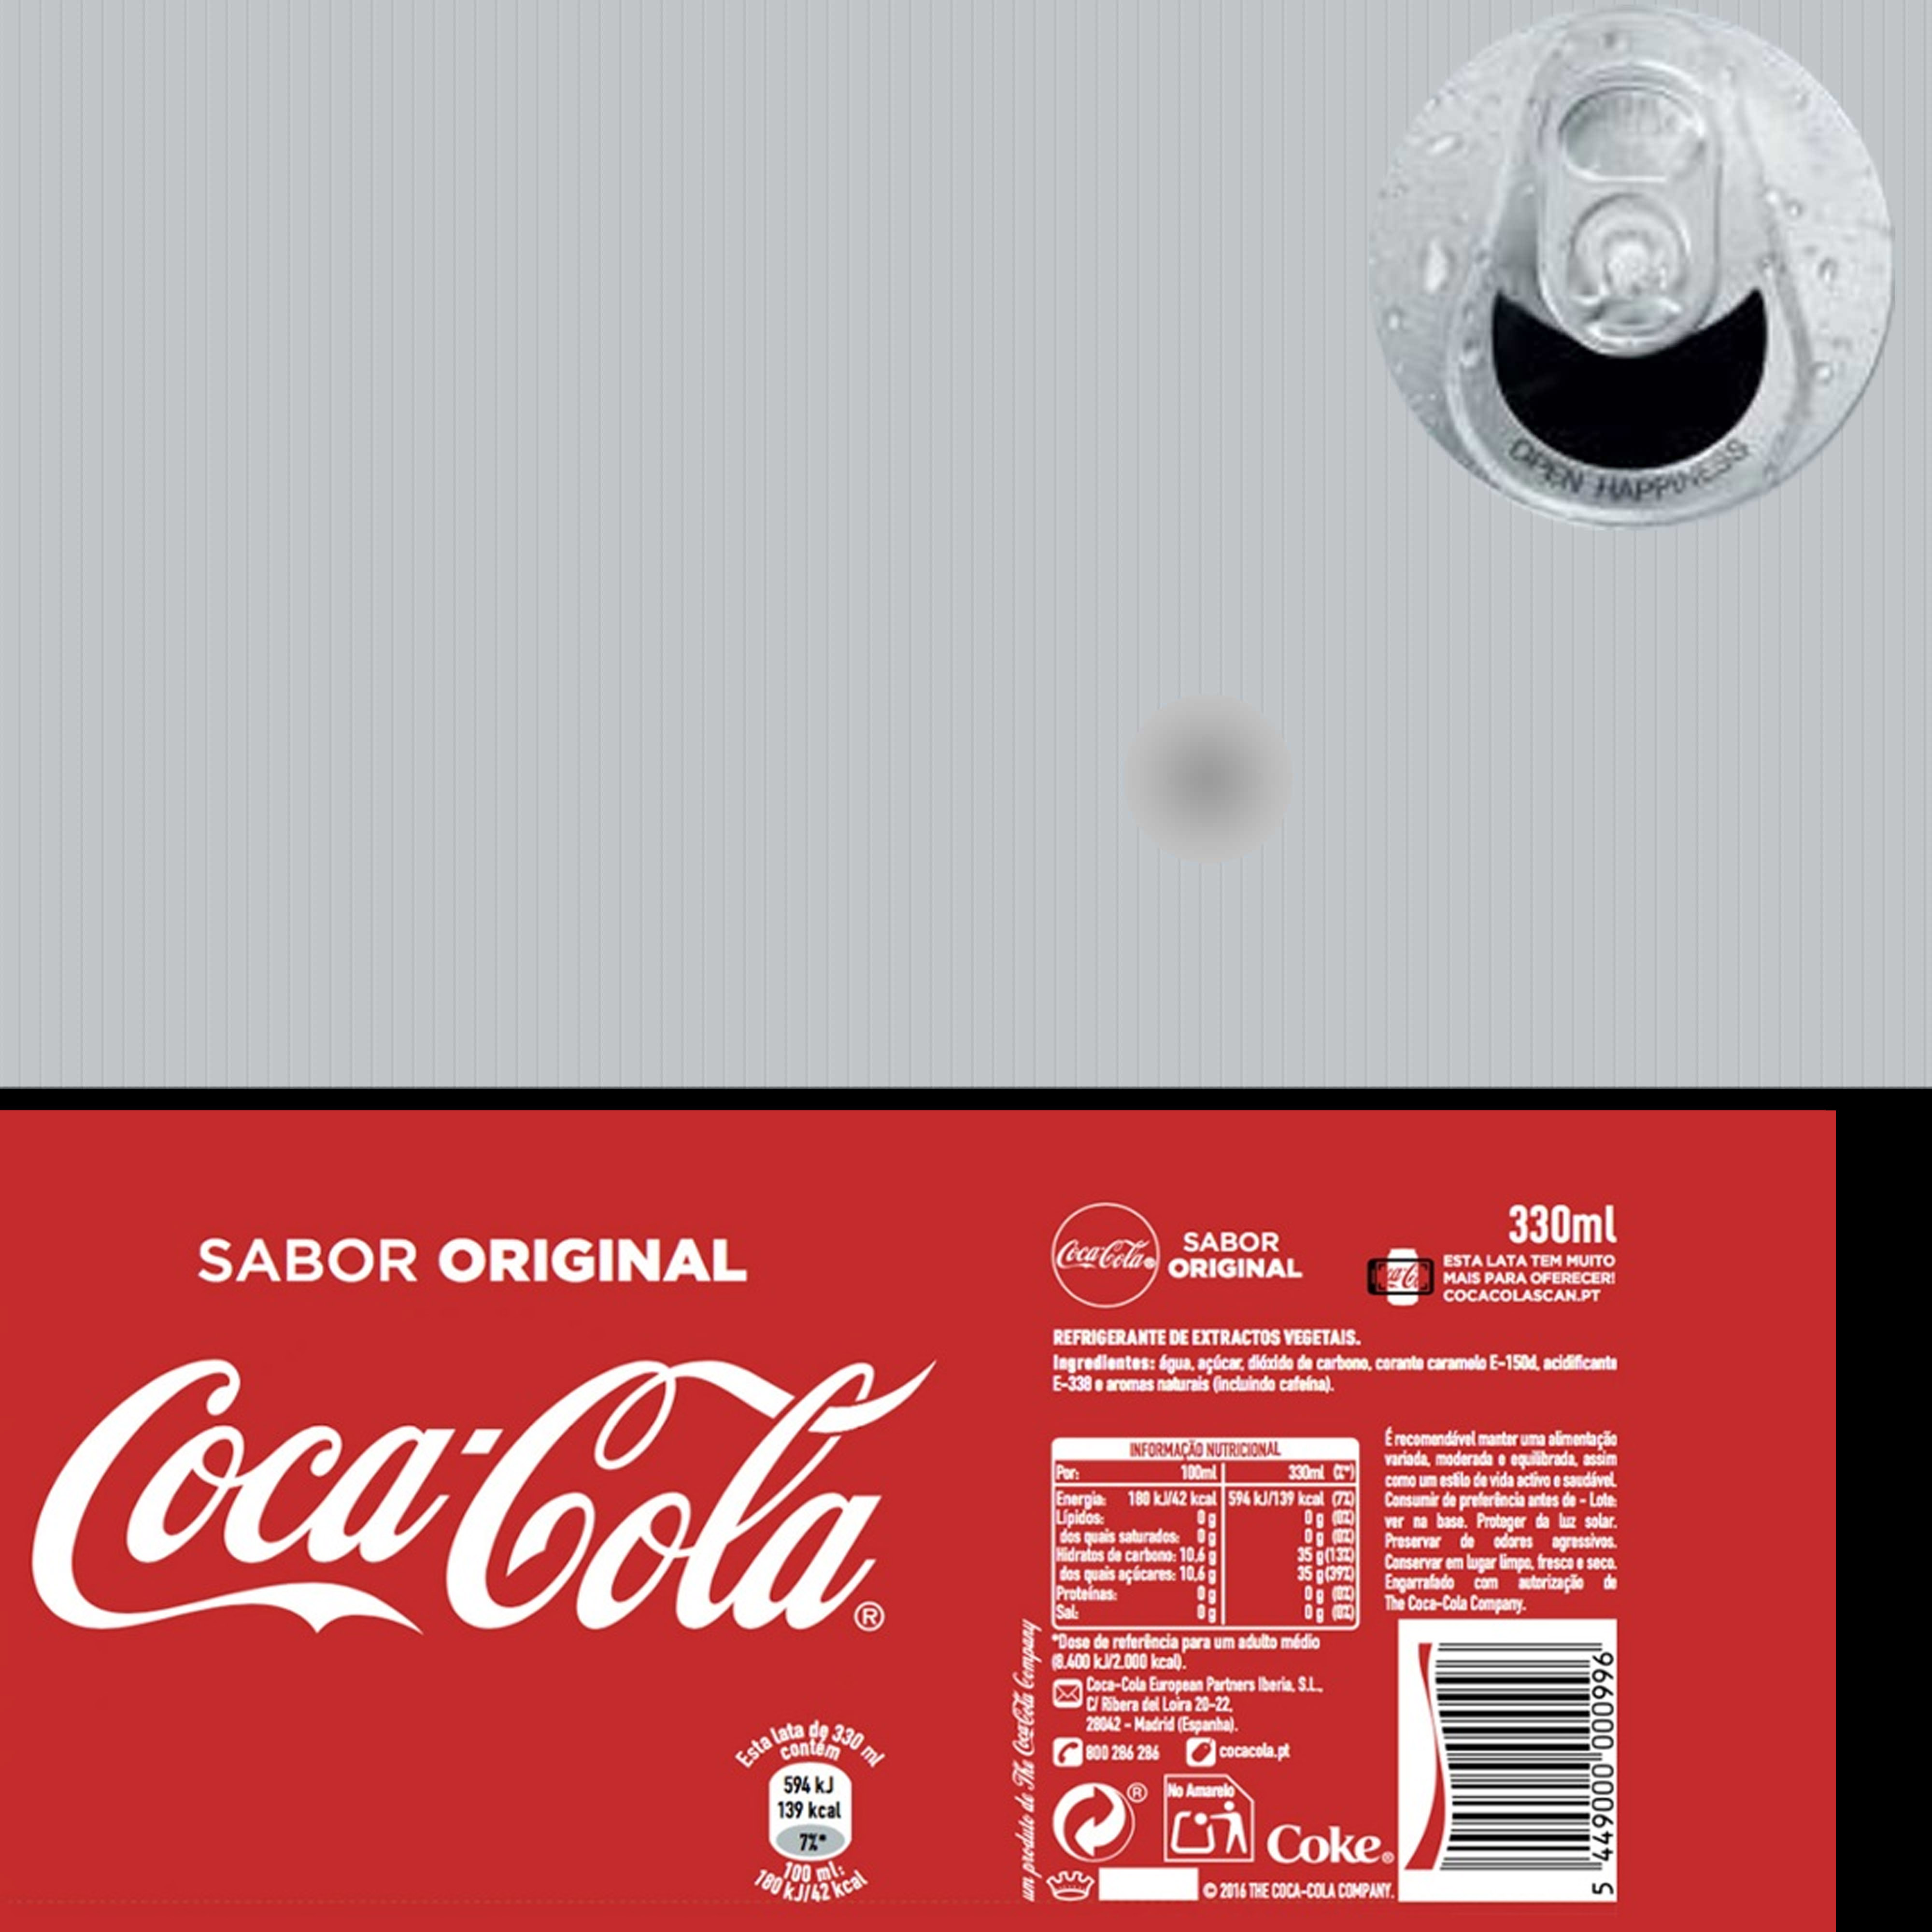 OPEN HAPPINESS
SABOR ORIGINAL
Coca-Cola®
Esta lata de 330 ml
contém
594 kJ
139 kcal
7%*
100 ml:
180 kJ/42 kcal
um produto de The Coca-Cola Company
Coca-Cola®
SABOR
ORIGINAL
330ml
ESTA LATA TEM MUITO
MAIS PARA OFERECER!
COCACOLASCAN.PT
REFRIGERANTE DE EXTRACTOS VEGETAIS.
Ingredientes: água, açúcar, dióxido de carbono, corante caramelo E-150d, acidificante
E-338 e aromas naturais (incluindo cafeína).
INFORMAÇÃO NUTRICIONAL
Por: 100ml 330ml (%*)
Energia: 180 kJ/42 kcal 594 kJ/139 kcal (7%)
Lípidos: 0 g 0 g (0%)
dos quais saturados: 0 g 0 g (0%)
Hidratos de carbono: 10,6 g 35 g(13%)
dos quais açúcares: 10,6 g 35 g(39%)
Proteínas: 0 g 0 g (0%)
Sal: 0 g 0 g (0%)
*Dose de referência para um adulto médio
(8.400 kJ/2.000 kcal).
Coca-Cola European Partners Iberia, S.L.,
C/ Ribera del Loira 20-22,
28042 - Madrid (Espanha).
800 286 286 cocacola.pt
É recomendável manter uma alimentação
variada, moderada e equilibrada, assim
como um estilo de vida activo e saudável.
Consumir de preferência antes de - Lote:
ver na base. Proteger da luz solar.
Preservar de odores agressivos.
Conservar em lugar limpo, fresco e seco.
Engarrafado com autorização de
The Coca-Cola Company.
®
No Amarelo
Coke®
© 2016 THE COCA-COLA COMPANY.
5 449000 000996